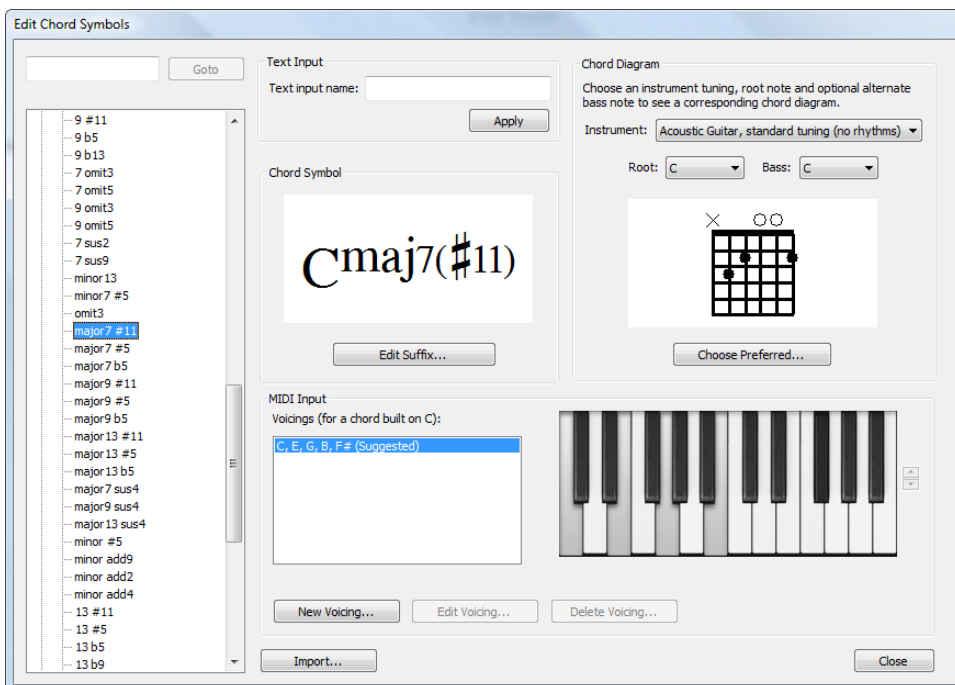 Edit Chord Symbols
Goto
9 #11
9 b5
9 b13
7 omit3
7 omit5
9 omit3
9 omit5
7 sus2
7 sus9
minor13
minor7 #5
omit3
major7 #11
major7 #5
major7 b5
major9 #11
major9 #5
major9 b5
major13 #11
major13 #5
major13 b5
major7 sus4
major9 sus4
major13 sus4
minor #5
minor add9
minor add2
minor add4
13 #11
13 #5
13 b5
13 b9
Text Input
Text input name:
Apply
Chord Symbol
Cmaj7(♯11)
Edit Suffix...
Chord Diagram
Choose an instrument tuning, root note and optional alternate
bass note to see a corresponding chord diagram.
Instrument: Acoustic Guitar, standard tuning (no rhythms)
Root: C Bass: C
Choose Preferred...
MIDI Input
Voicings (for a chord built on C):
C, E, G, B, F# (Suggested)
New Voicing... Edit Voicing... Delete Voicing...
Import... Close